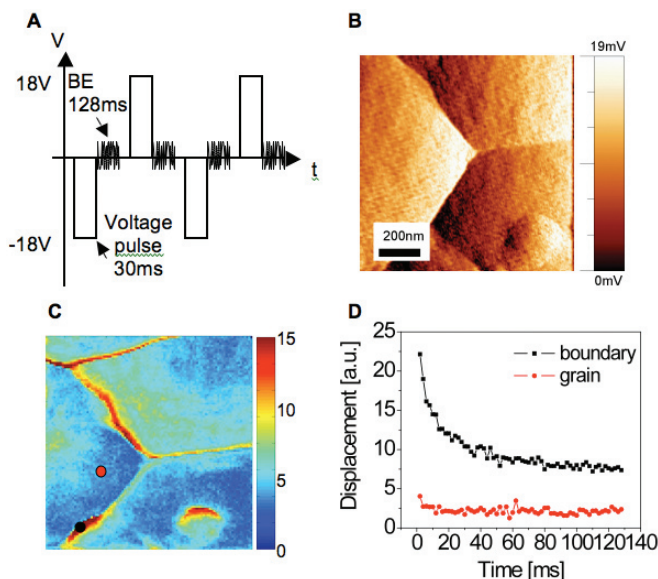 A
V
18V
BE
128ms
t
-18V
Voltage
pulse
30ms
B
19mV
200nm
0mV
C
15
10
5
0
D
Displacement [a.u.]
25
20
15
10
5
0
boundary
grain
0 20 40 60 80 100 120 140
Time [ms]